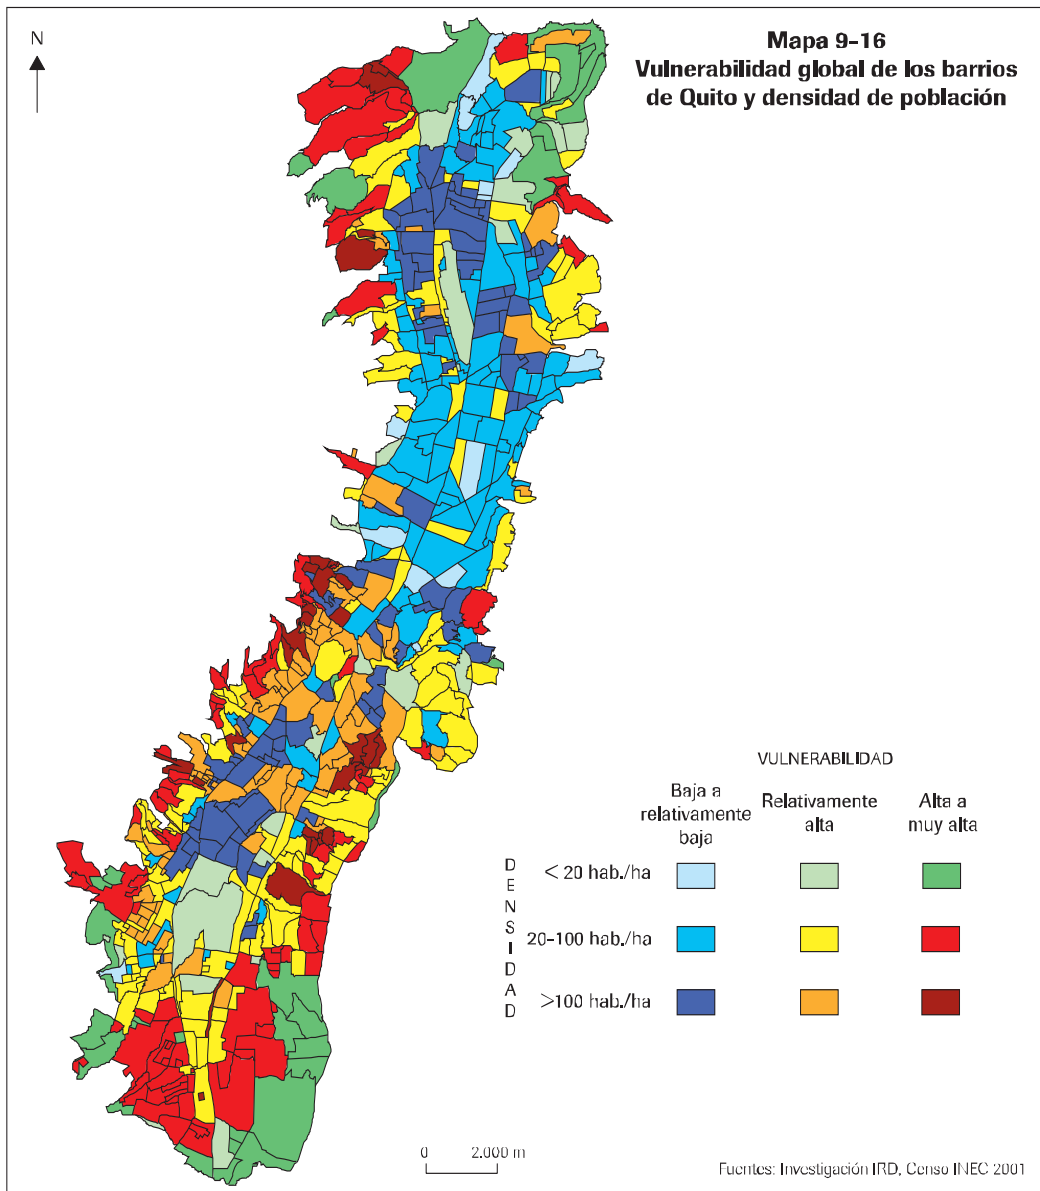 N
Mapa 9-16
Vulnerabilidad global de los barrios
de Quito y densidad de población
VULNERABILIDAD
Baja a
relativamente
baja
Relativamente
alta
Alta a
muy alta
DENSIDAD
< 20 hab./ha
20-100 hab./ha
>100 hab./ha
0 2.000 m
Fuentes: Investigación IRD, Censo INEC 2001